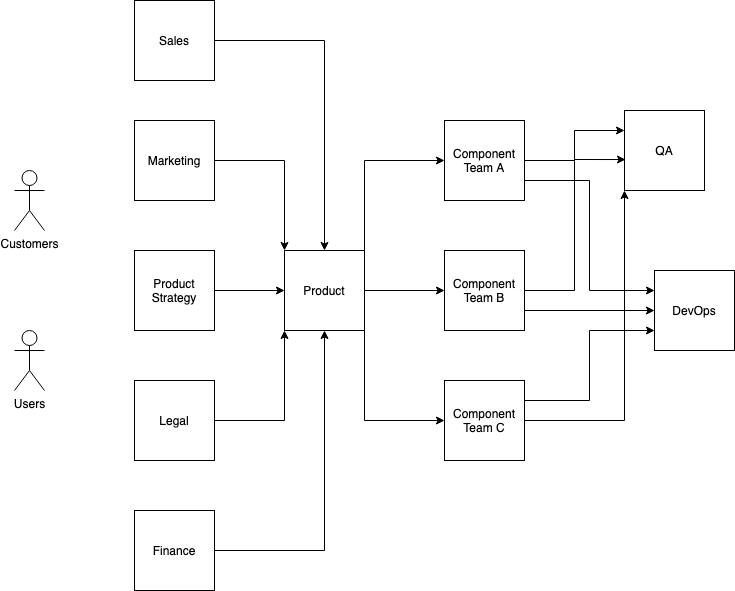 Sales
Marketing
Customers
Product
Strategy
Users
Legal
Finance
Product
Component
Team A
Component
Team B
Component
Team C
QA
DevOps